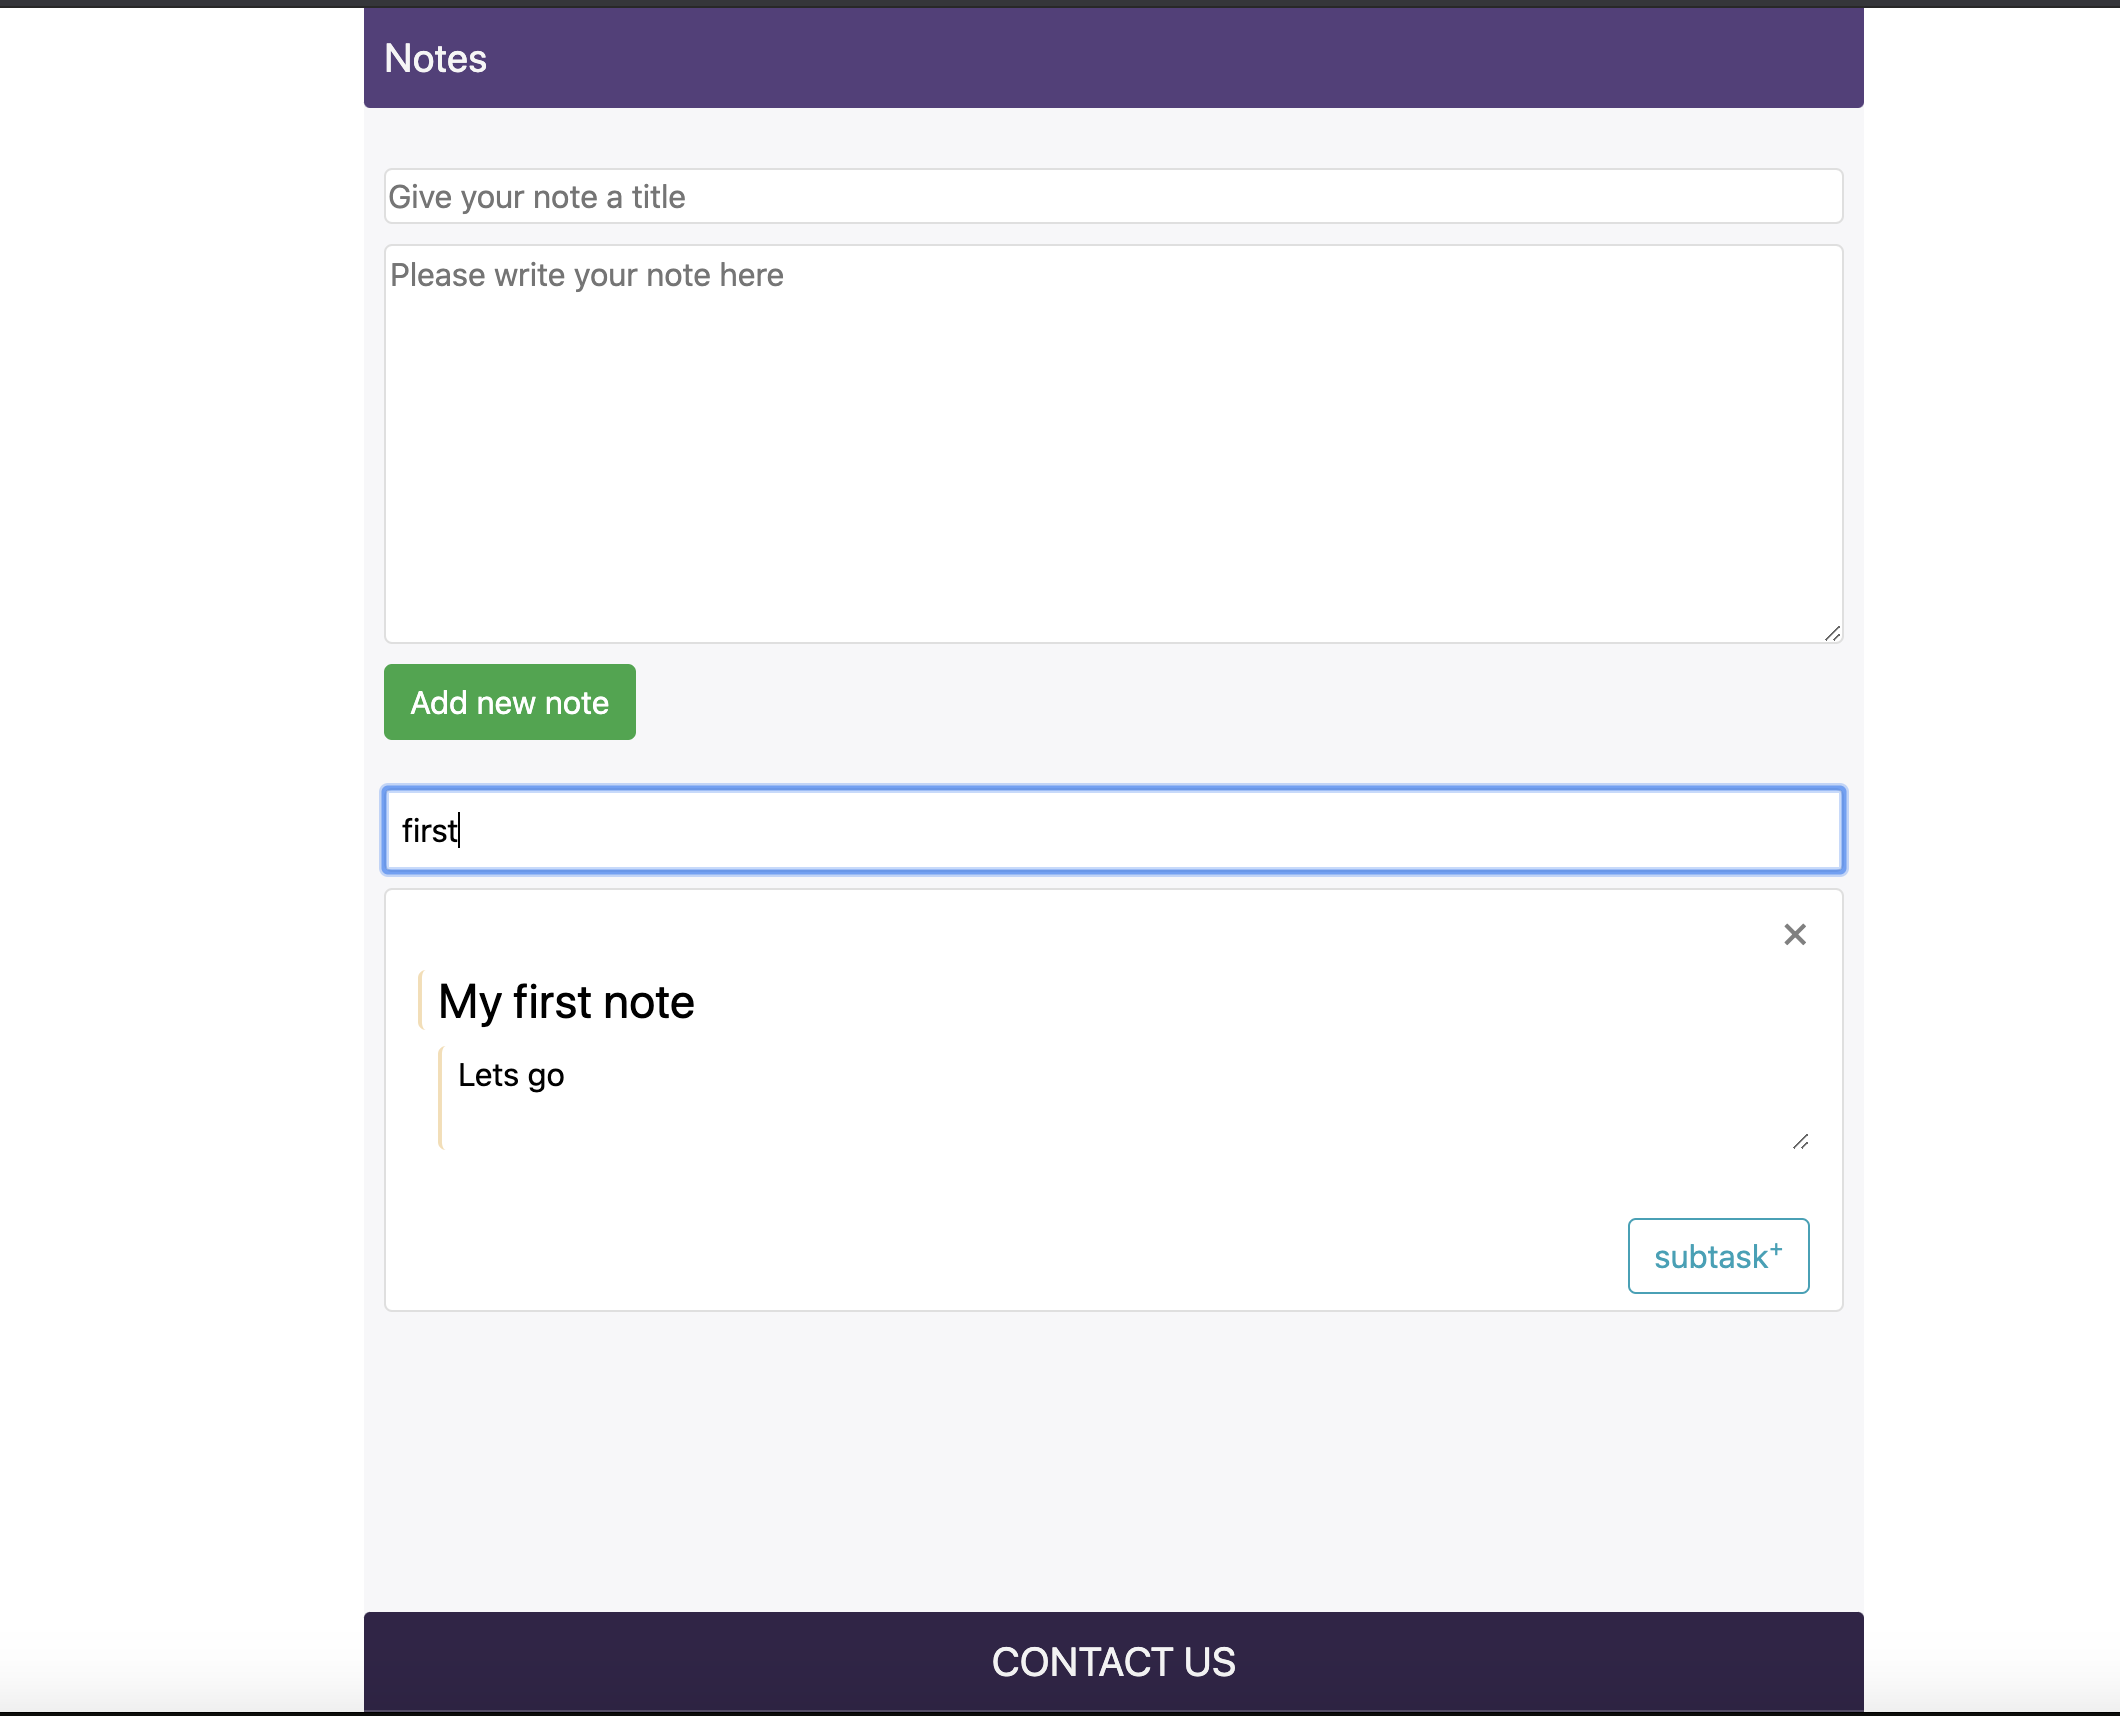 Notes
Give your note a title
Please write your note here
Add new note
first
My first note
Lets go
subtask⁺
CONTACT US